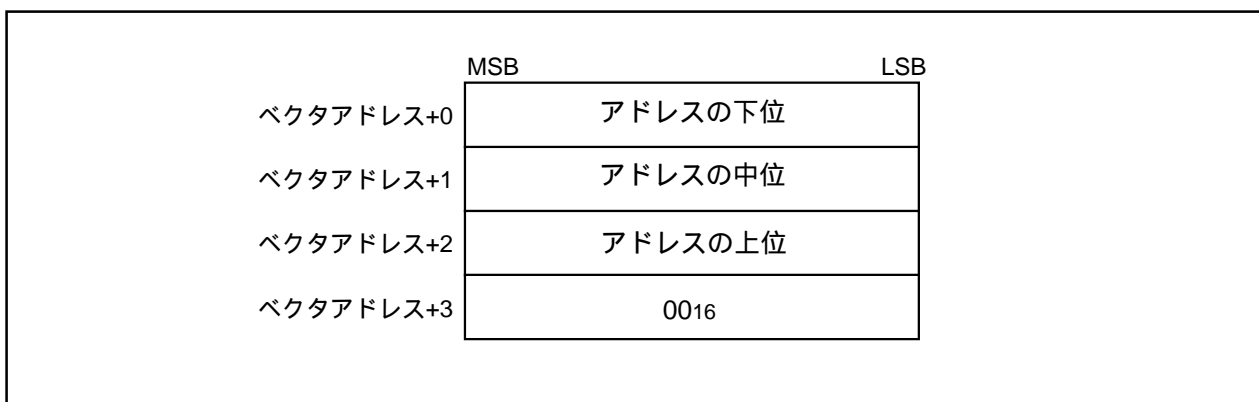 MSB LSB
ベクタアドレス+0 アドレスの下位
ベクタアドレス+1 アドレスの中位
ベクタアドレス+2 アドレスの上位
ベクタアドレス+3 0016